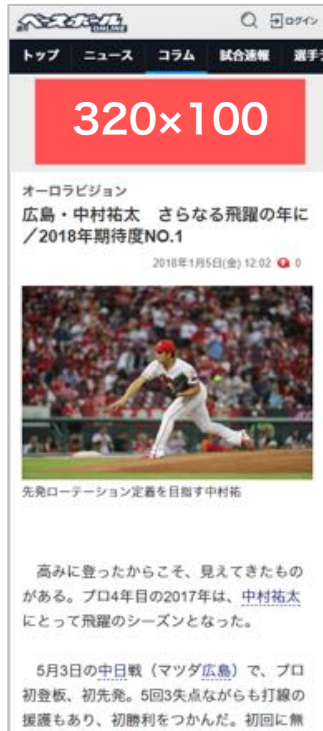 ベースボール
ONLINE
ログイン
トップ ニュース コラム 試合速報 選手
320×100
オーロラビジョン
広島・中村祐太 さらなる飛躍の年に
／2018年期待度NO.1
2018年1月5日(金) 12:02 0
先発ローテーション定着を目指す中村祐
高みに登ったからこそ、見えてきたもの
がある。プロ4年目の2017年は、中村祐太
にとって飛躍のシーズンとなった。
5月3日の中日戦（マツダ広島）で、プロ
初登板、初先発。5回3失点ながらも打線の
援護もあり、初勝利をつかんだ。初回に無